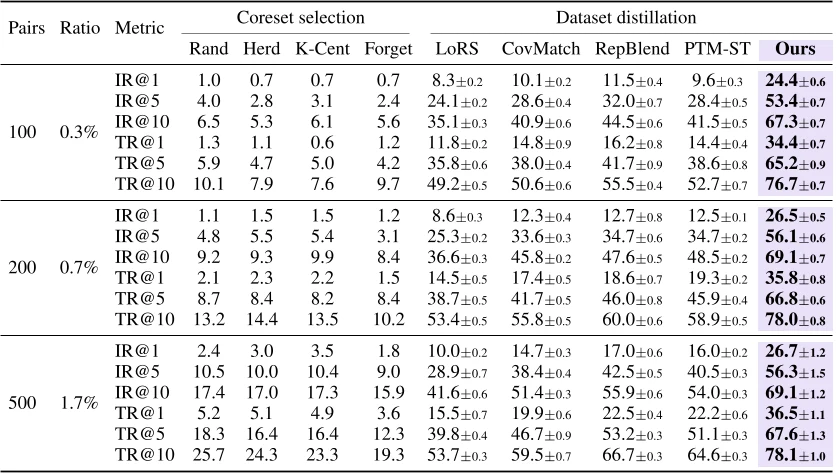 Pairs Ratio Metric Coreset selection Dataset distillation
Rand Herd K-Cent Forget LoRS CovMatch RepBlend PTM-ST Ours
IR@1 1.0 0.7 0.7 0.7 8.3±0.2 10.1±0.2 11.5±0.4 9.6±0.3 24.4±0.6
IR@5 4.0 2.8 3.1 2.4 24.1±0.2 28.6±0.4 32.0±0.7 28.4±0.5 53.4±0.7
IR@10 6.5 5.3 6.1 5.6 35.1±0.3 40.9±0.6 44.5±0.6 41.5±0.5 67.3±0.7
100 0.3% TR@1 1.3 1.1 0.6 1.2 11.8±0.2 14.8±0.9 16.2±0.8 14.4±0.4 34.4±0.7
TR@5 5.9 4.7 5.0 4.2 35.8±0.6 38.0±0.4 41.7±0.9 38.6±0.8 65.2±0.9
TR@10 10.1 7.9 7.6 9.7 49.2±0.5 50.6±0.6 55.5±0.4 52.7±0.7 76.7±0.7
IR@1 1.1 1.5 1.5 1.2 8.6±0.3 12.3±0.4 12.7±0.8 12.5±0.1 26.5±0.5
IR@5 4.8 5.5 5.4 3.1 25.3±0.2 33.6±0.3 34.7±0.6 34.7±0.2 56.1±0.6
IR@10 9.2 9.3 9.9 8.4 36.6±0.3 45.8±0.2 47.6±0.5 48.5±0.2 69.1±0.7
200 0.7% TR@1 2.1 2.3 2.2 1.5 14.5±0.5 17.4±0.5 18.6±0.7 19.3±0.2 35.8±0.8
TR@5 8.7 8.4 8.2 8.4 38.7±0.5 41.7±0.5 46.0±0.8 45.9±0.4 66.8±0.6
TR@10 13.2 14.4 13.5 10.2 53.4±0.5 55.8±0.5 60.0±0.6 58.9±0.5 78.0±0.8
IR@1 2.4 3.0 3.5 1.8 10.0±0.2 14.7±0.3 17.0±0.6 16.0±0.2 26.7±1.2
IR@5 10.5 10.0 10.4 9.0 28.9±0.7 38.4±0.4 42.5±0.5 40.5±0.3 56.3±1.5
IR@10 17.4 17.0 17.3 15.9 41.6±0.6 51.4±0.3 55.9±0.6 54.0±0.3 69.1±1.2
500 1.7% TR@1 5.2 5.1 4.9 3.6 15.5±0.7 19.9±0.6 22.5±0.4 22.2±0.6 36.5±1.1
TR@5 18.3 16.4 16.4 12.3 39.8±0.4 46.7±0.9 53.2±0.3 51.1±0.3 67.6±1.3
TR@10 25.7 24.3 23.3 19.3 53.7±0.3 59.5±0.7 66.7±0.3 64.6±0.3 78.1±1.0